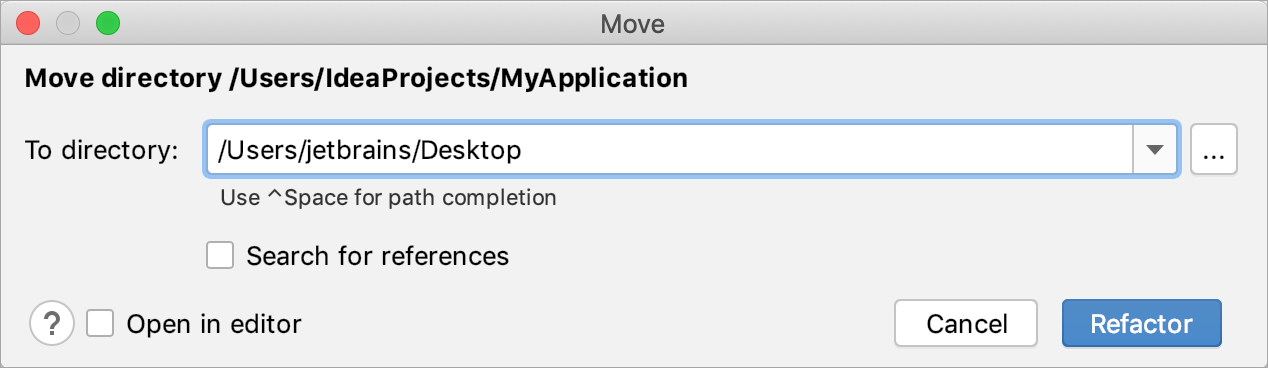 Move
Move directory /Users/IdeaProjects/MyApplication
To directory: /Users/jetbrains/Desktop ...
Use ^Space for path completion
Search for references
? Open in editor Cancel Refactor